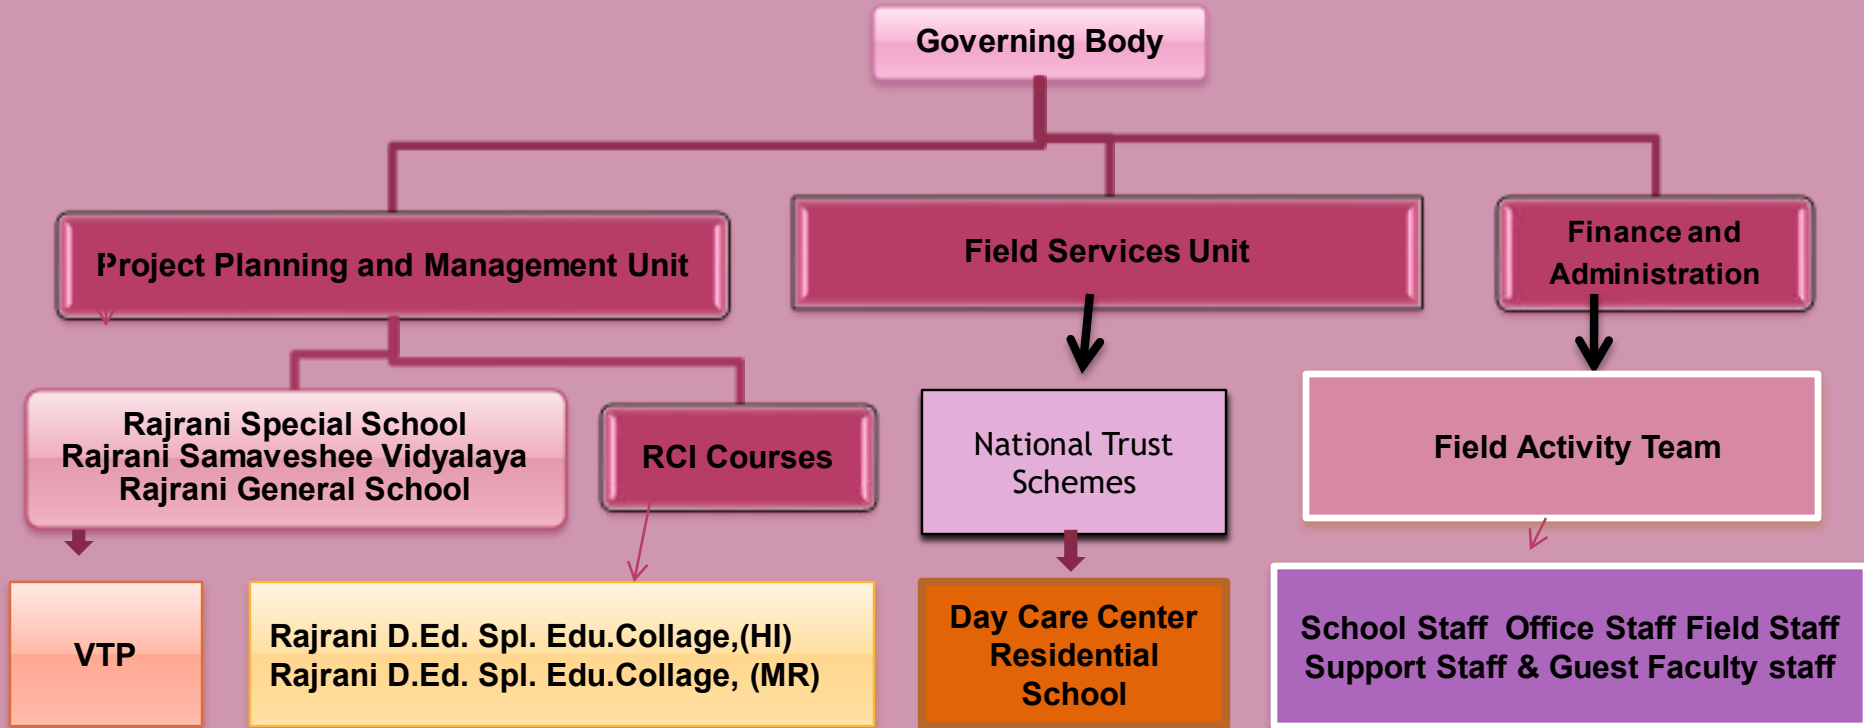 Governing Body
Project Planning and Management Unit
Field Services Unit
Finance and
Administration
Rajrani Special School
Rajrani Samaveshee Vidyalaya
Rajrani General School
RCI Courses
National Trust
Schemes
Field Activity Team
VTP
Rajrani D.Ed. Spl. Edu.Collage,(HI)
Rajrani D.Ed. Spl. Edu.Collage, (MR)
Day Care Center
Residential
School
School Staff Office Staff Field Staff
Support Staff & Guest Faculty staff